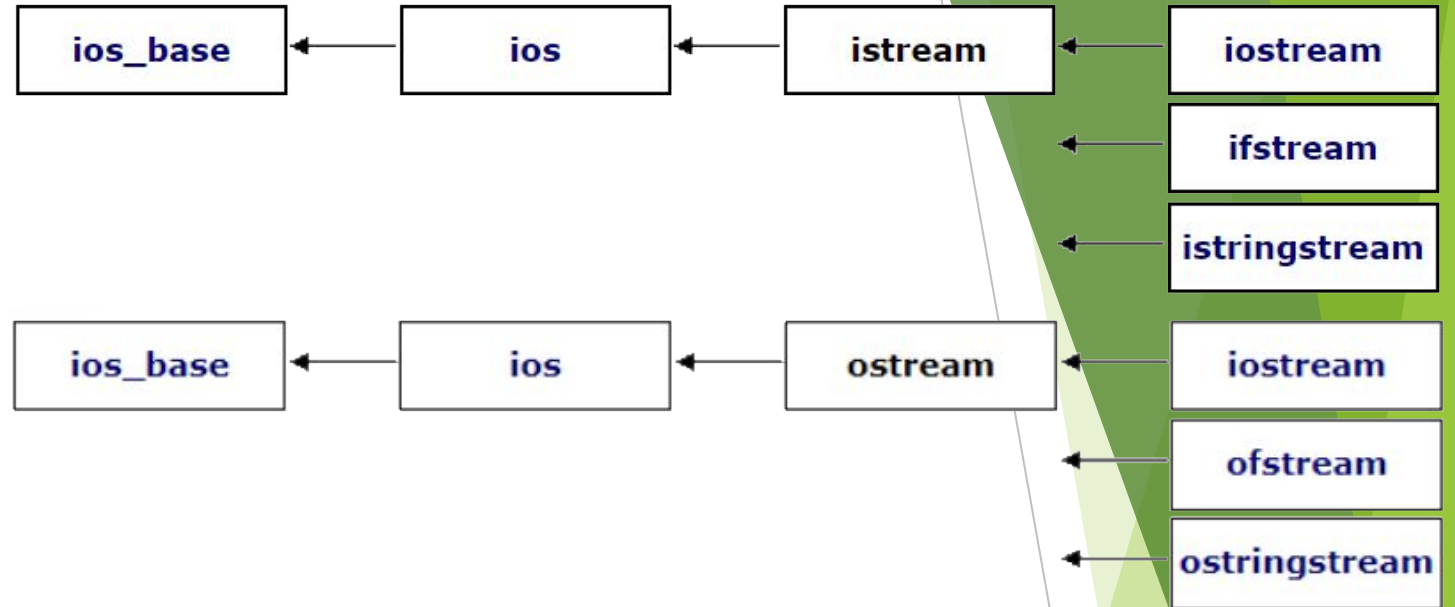 ios_base ios istream iostream
ifstream
istringstream
ios_base ios ostream iostream
ofstream
ostringstream